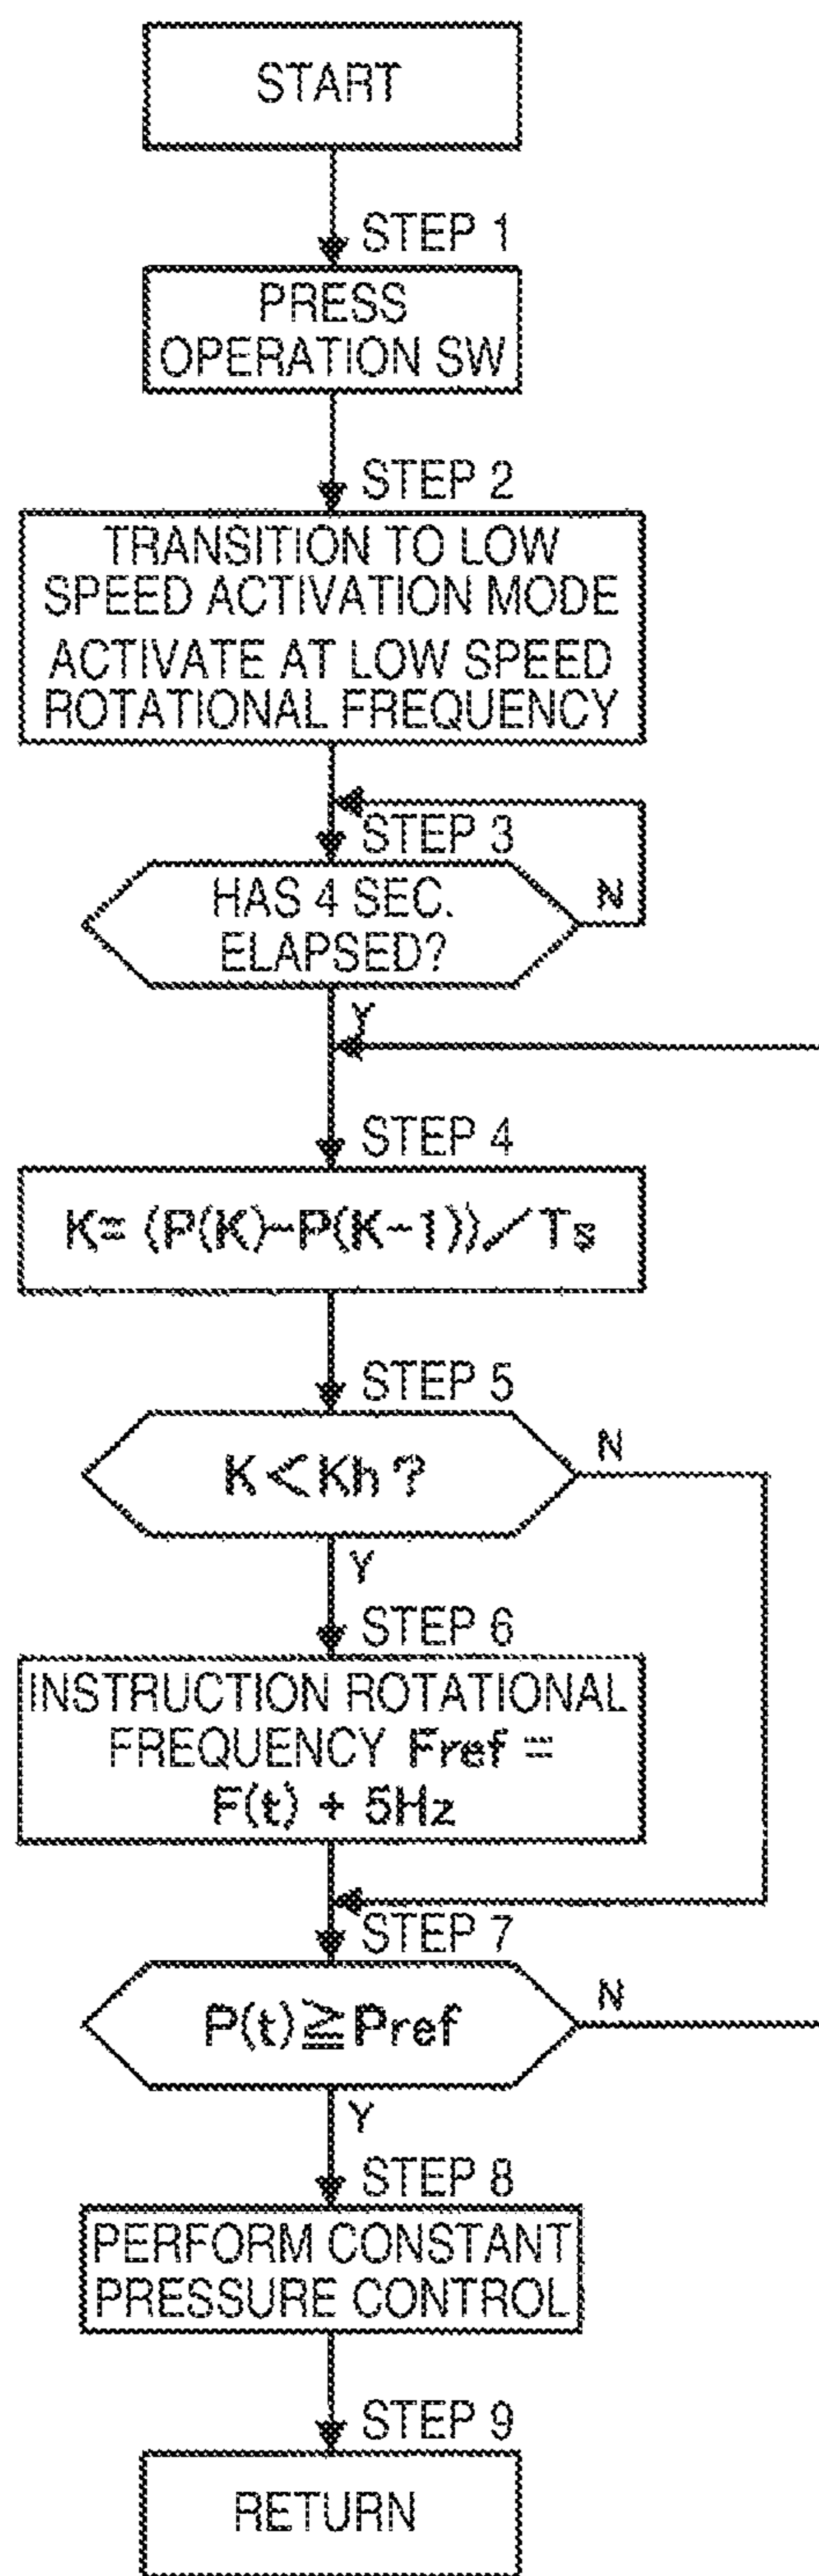 START
STEP 1
PRESS
OPERATION SW
STEP 2
TRANSITION TO LOW
SPEED ACTIVATION MODE
ACTIVATE AT LOW SPEED
ROTATIONAL FREQUENCY
STEP 3
HAS 4 SEC.
ELAPSED?
N
Y
STEP 4
K=(P(K)-P(K-1))/Ts
STEP 5
K<Kh?
N
Y
STEP 6
INSTRUCTION ROTATIONAL
FREQUENCY Fref =
F(t) + 5Hz
STEP 7
P(t)≧Pref
N
Y
STEP 8
PERFORM CONSTANT
PRESSURE CONTROL
STEP 9
RETURN